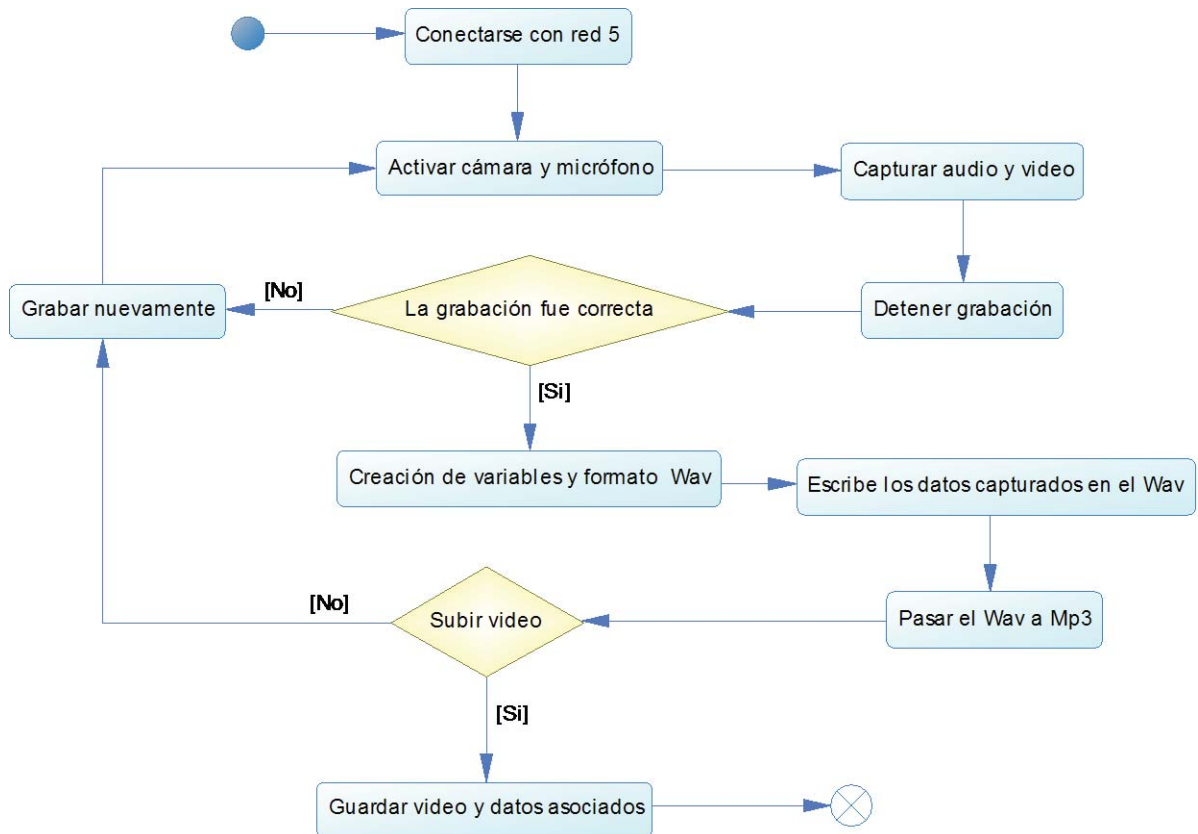 Conectarse con red 5
Activar cámara y micrófono
Capturar audio y video
Grabar nuevamente
[No]
La grabación fue correcta
Detener grabación
[Si]
Creación de variables y formato Wav
Escribe los datos capturados en el Wav
[No]
Subir video
Pasar el Wav a Mp3
[Si]
Guardar video y datos asociados